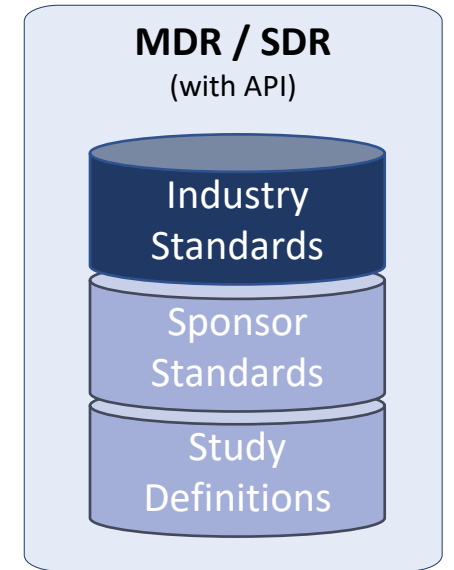 MDR / SDR
(with API)
Industry
Standards
Sponsor
Standards
Study
Definitions